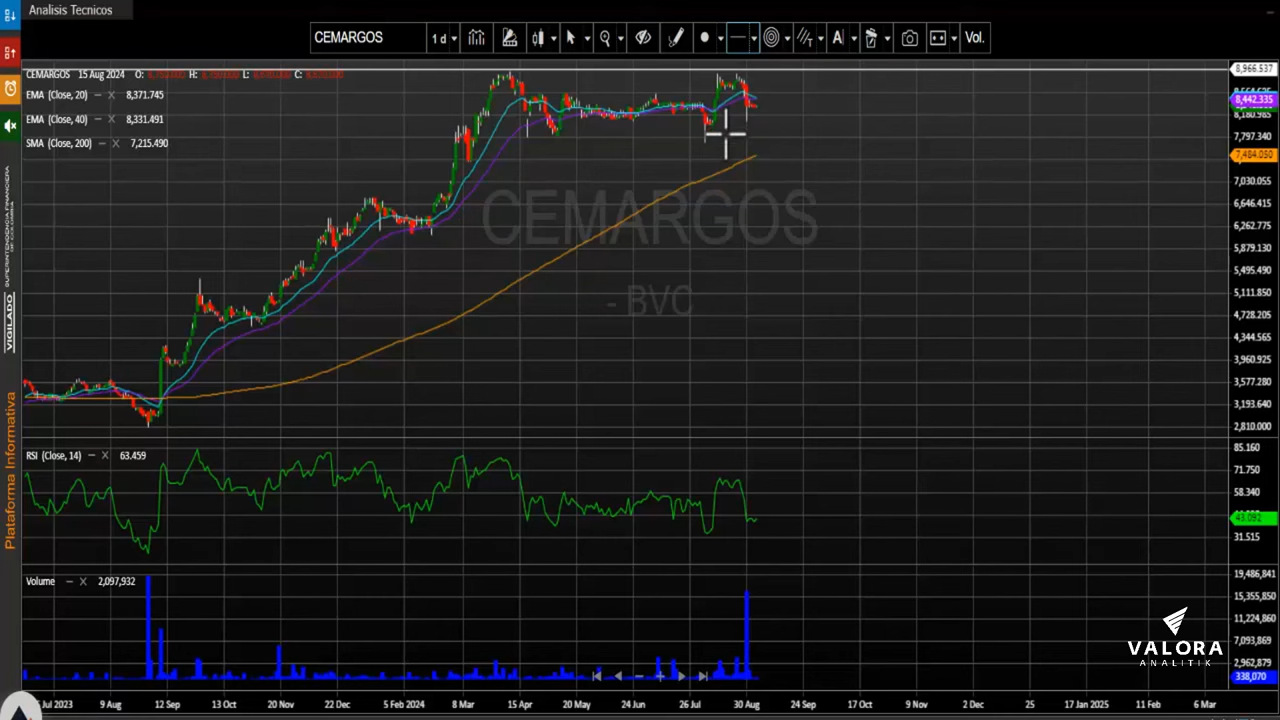 Analisis Tecnicos
CEMARGOS 1 d Vol.
CEMARGOS 15 Aug 2024 O: H: L: C:
EMA (Close, 20) – X 8,371.745
EMA (Close, 40) – X 8,331.491
SMA (Close, 200) – X 7,215.490
8,966.537
8,442.335
8,180.985
7,797.340
7,484.050
7,030.055
6,646.415
6,262.775
5,879.130
5,495.490
5,111.850
4,728.205
4,344.565
3,960.925
3,577.280
3,193.640
2,810.000
CEMARGOS
- BVC
RSI (Close, 14) – X 63.459
85.160
71.750
58.340
43.092
31.515
Volume – X 2,097,932
19,486,841
15,355,850
11,224,860
7,093,869
2,962,879
338,070
Jul 2023 9 Aug 12 Sep 13 Oct 20 Nov 22 Dec 5 Feb 2024 8 Mar 15 Apr 20 May 24 Jun 26 Jul 30 Aug 24 Sep 17 Oct 9 Nov 2 Dec 25 17 Jan 2025 11 Feb 6 Mar
VALORA
ANALITIK
VIGILADO SUPERINTENDENCIA FINANCIERA
Plataforma Informativa